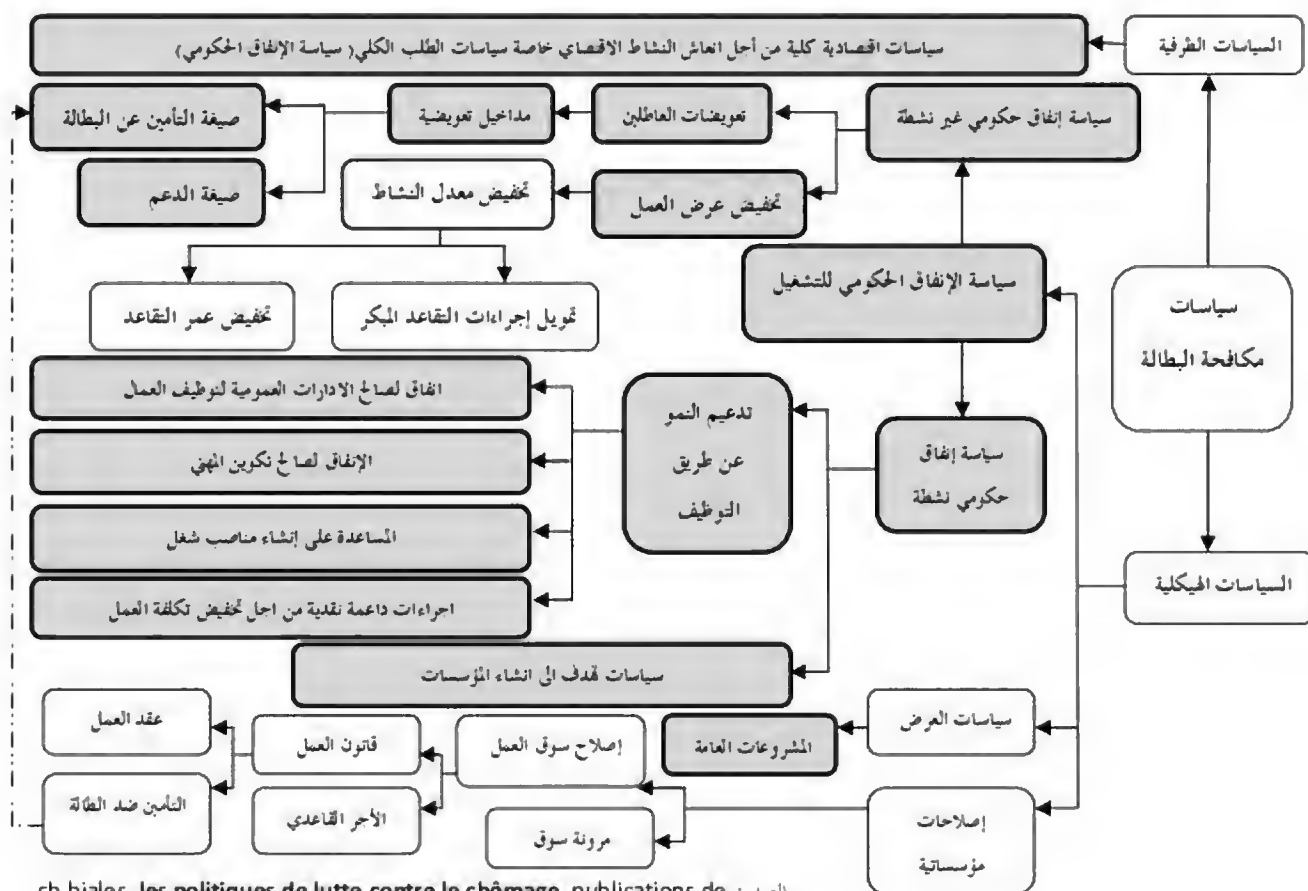 السياسات الظرفية
سياسات اقتصادية كلية من أجل انعاش النشاط الاقتصاي خاصة سياسات الطلب الكلي( سياسة الإنفاق الحكومي)
سياسة إنفاق حكومي غير نشطة
تعويضات العاطلين
مداخيل تعويضية
صيغة التأمين عن البطالة
تخفيض عرض العمل
تخفيض معدل النشاط
صيغة الدعم
سياسة الإنفاق الحكومي للتشغيل
تمويل إجراءات التقاعد المبكر
تخفيض عمر التقاعد
سياسات
مكافحة البطالة
تدعيم النمو
عن طريق
التوظيف
انفاق لصالح الادارات العمومية لتوظيف العمال
سياسة إنفاق
حكومي نشطة
الإنفاق لصالح تكوين المهني
المساعدة على إنشاء مناصب شغل
السياسات الهيكلية
اجراءات داعمة نقدية من اجل تخفيض تكلفة العمل
سياسات تهدف الى انشاء المؤسسات
سياسات العرض
المشروعات العامة
إصلاح سوق العمل
قانون العمل
عقد العمل
إصلاحات
مؤسساتية
مرونة سوق
الأجر القاعدي
التأمين ضد الطالة
ch biales, les politiques de lutte contre le chômage, publications de